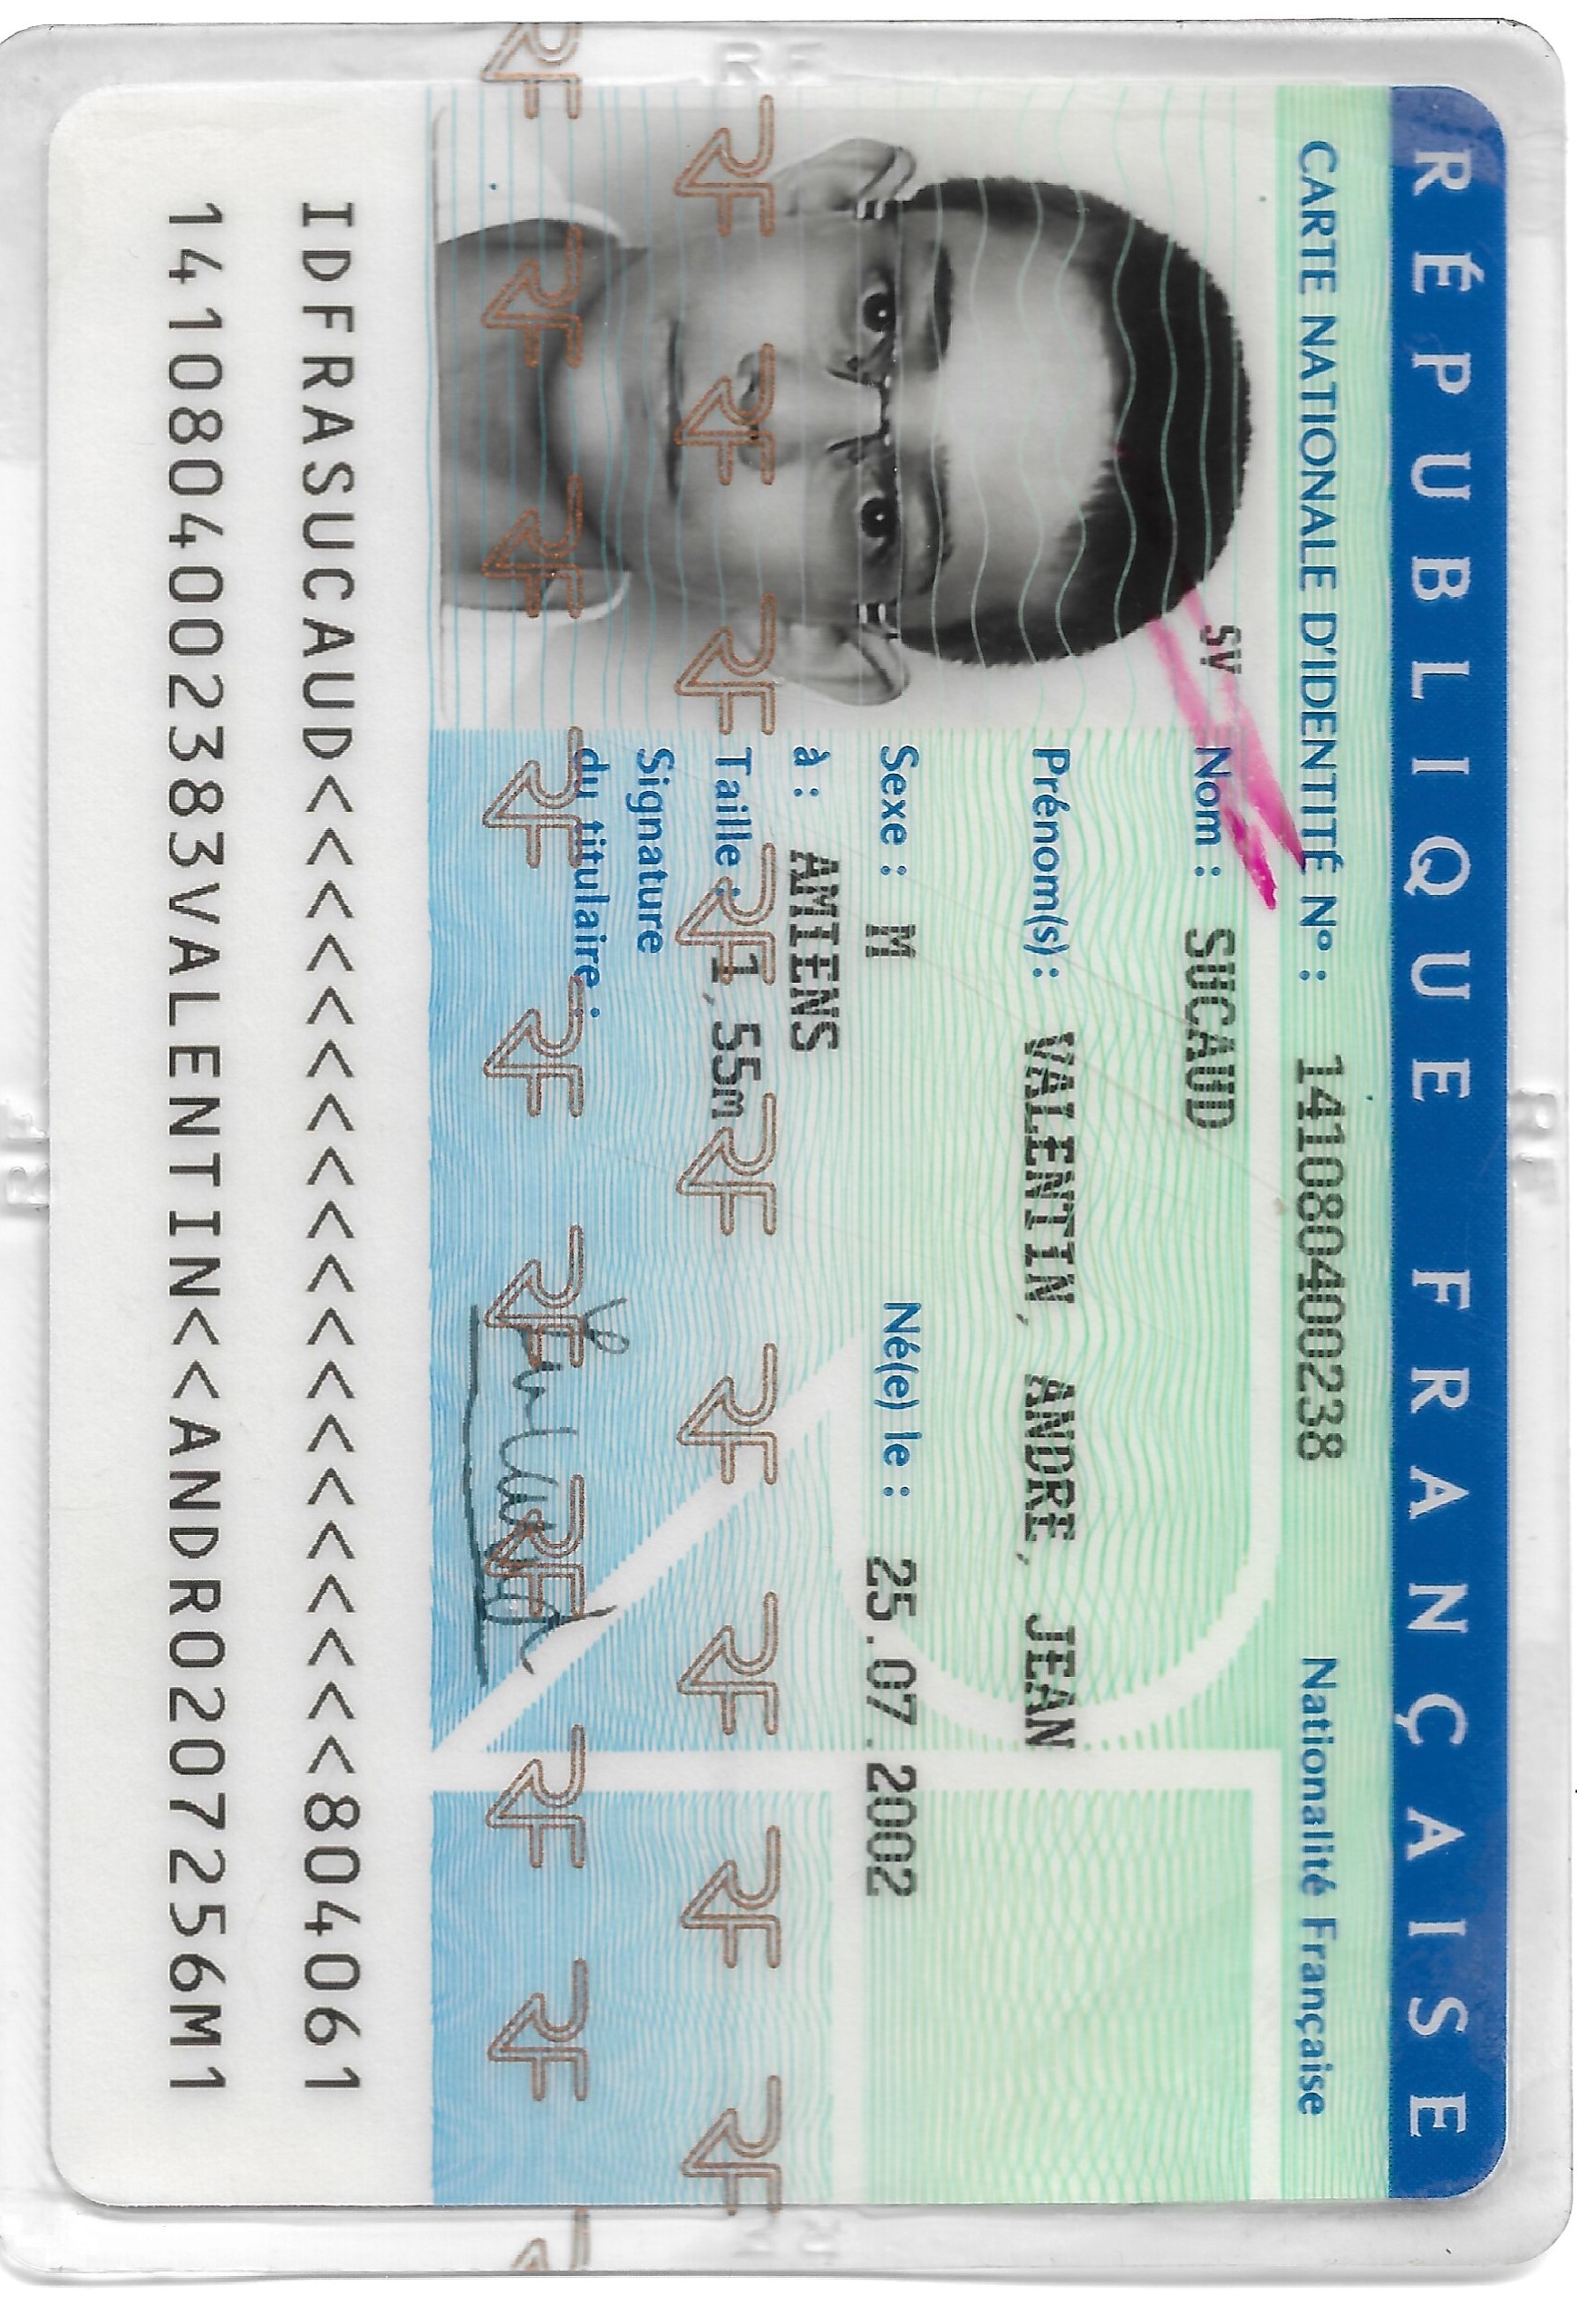 RÉPUBLIQUE FRANÇAISE
CARTE NATIONALE D'IDENTITÉ Nº : 141080400238 Nationalité Française
SV
Nom : SUCAUD
Prénom(s) : VALENTIN, ANDRE, JEAN
Sexe : M Né(e) le : 25.07.2002
à : AMIENS
Taille : 1,55m
Signature
du titulaire :
IDFRASUCAUD<<<<<<<<<<<<<<<<<<<804061
1410804002383VALENTIN<<ANDR0207256M1